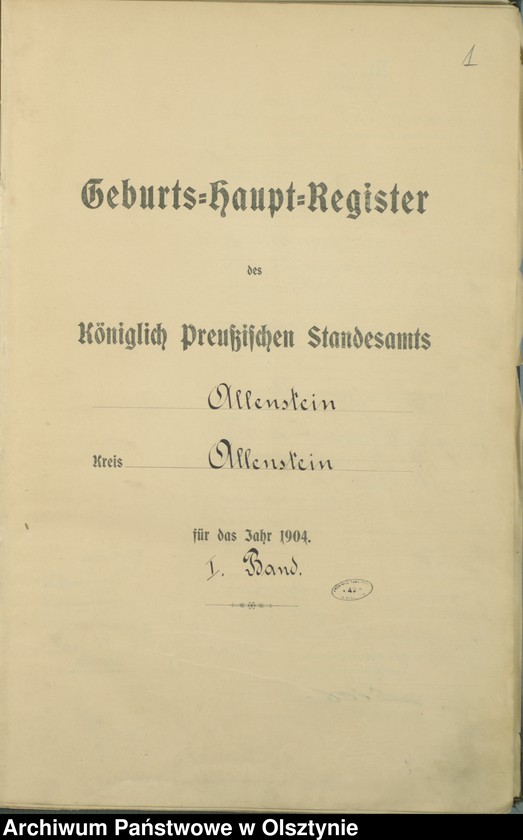 1
Geburts=Haupt=Register
des
Königlich Preußischen Standesamts
Allenstein
Kreis Allenstein
für das Jahr 1904.
I. Band.
Archiwum Państwowe w Olsztynie